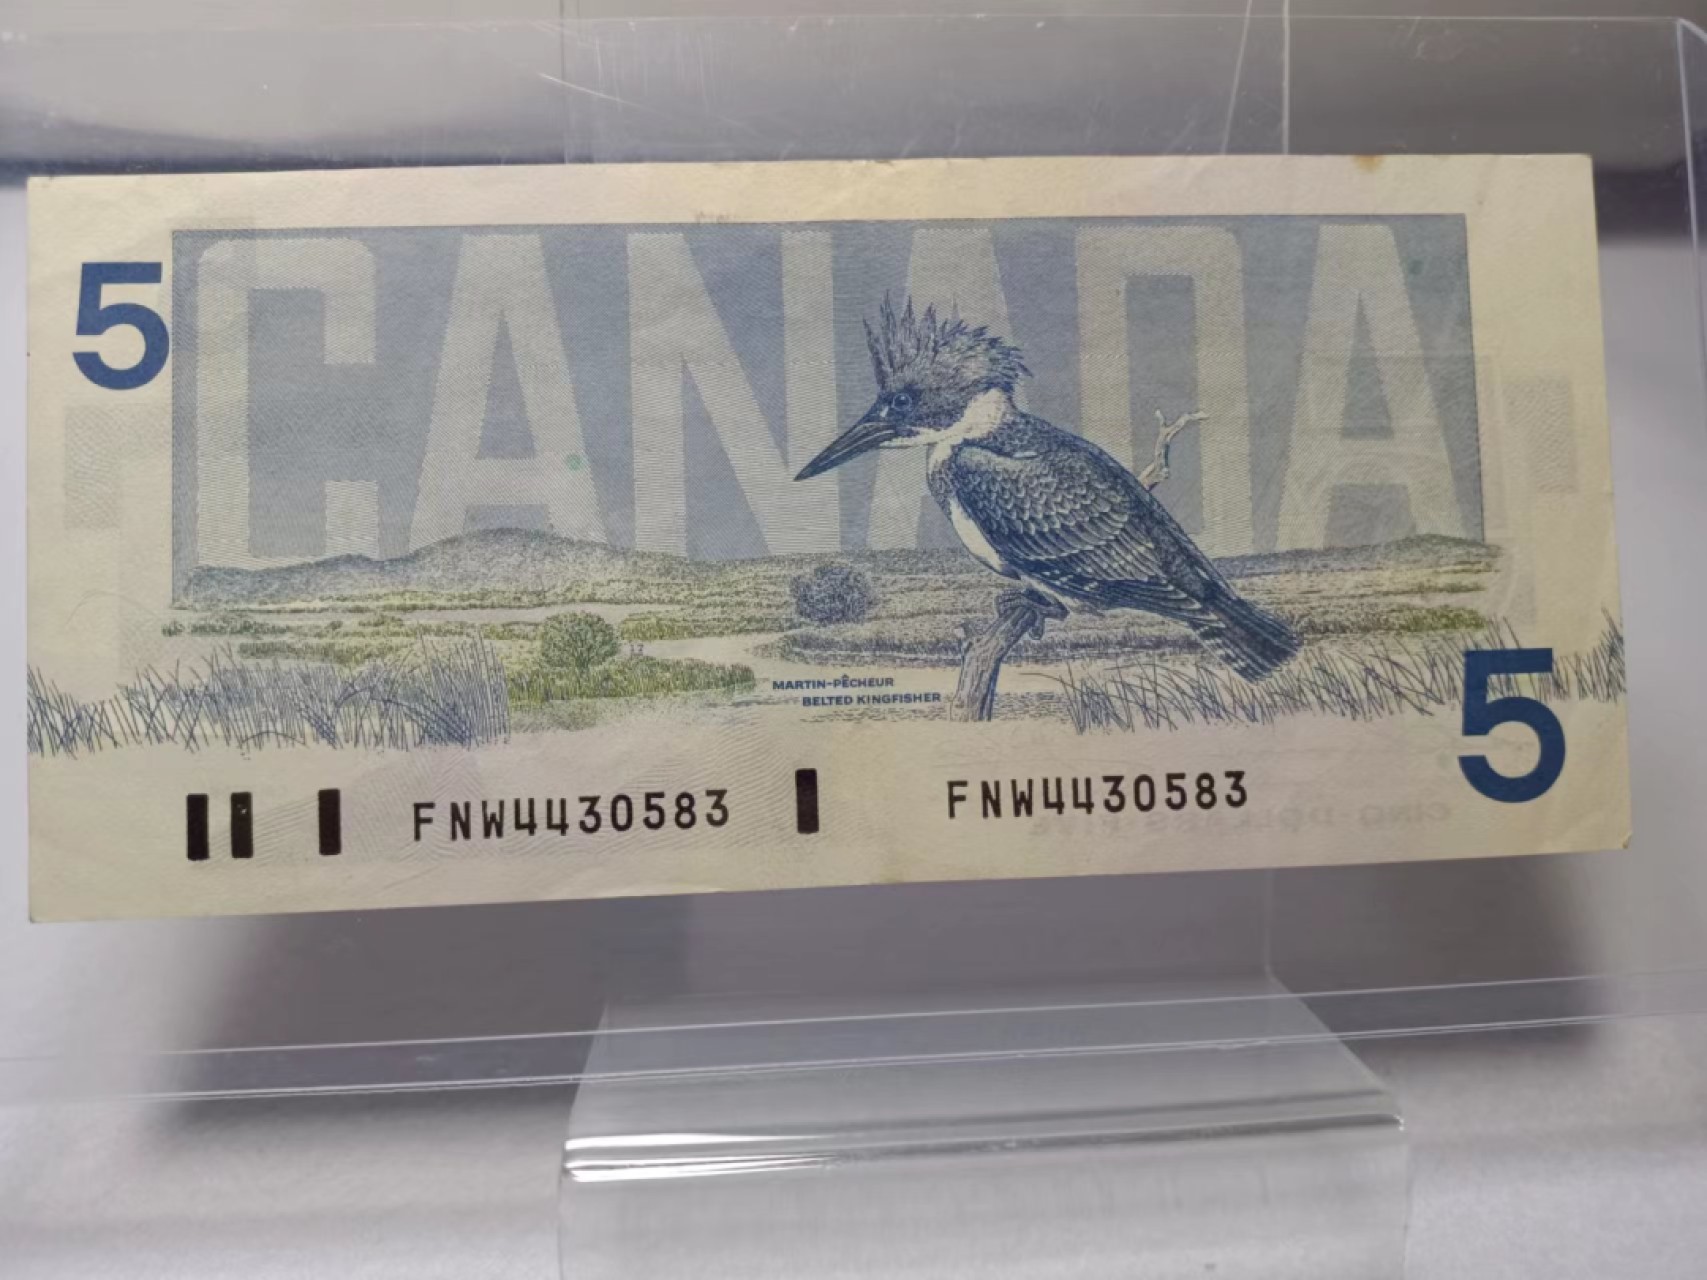 5
CANADA
MARTIN-PÊCHEUR
BELTED KINGFISHER
5
FNW4430583
FNW4430583